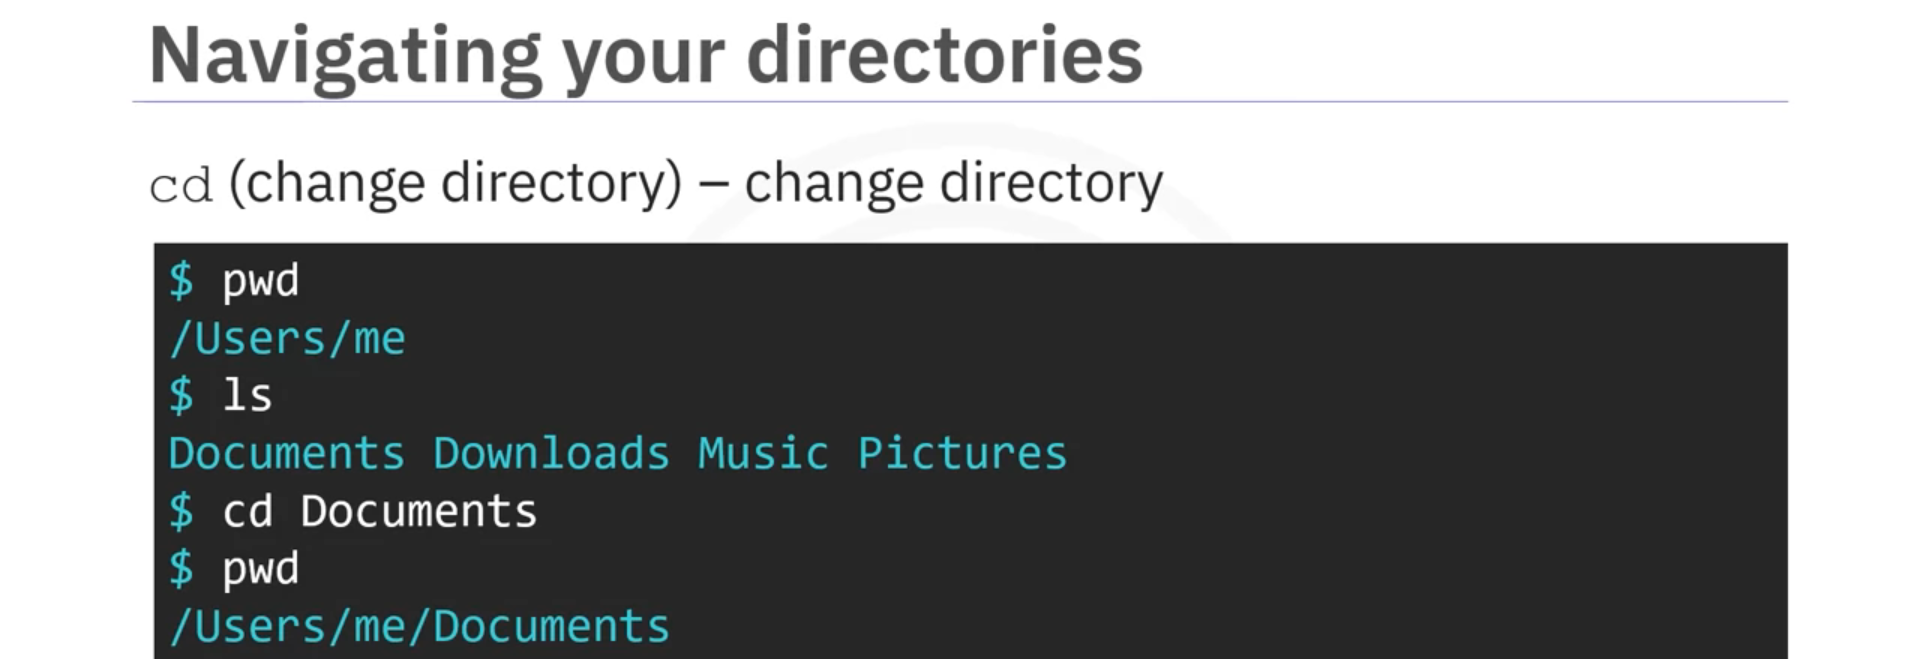 Navigating your directories
cd (change directory) – change directory
$ pwd
/Users/me
$ ls
Documents Downloads Music Pictures
$ cd Documents
$ pwd
/Users/me/Documents